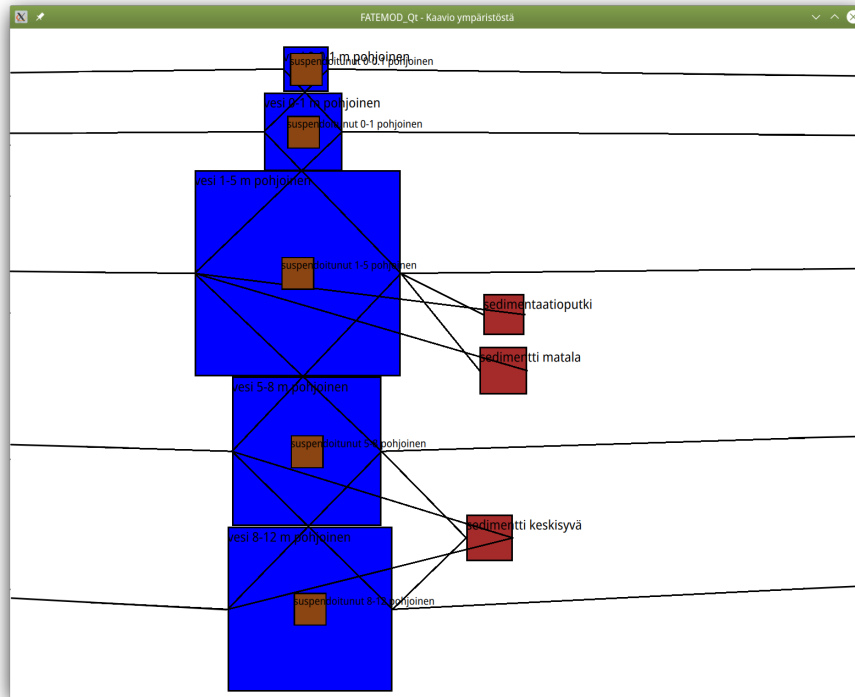 FATEMOD_Qt - Kaavio ympäristöstä
1 m pohjoinen
suspendoitunut 0-0.1 pohjoinen
vesi 0-1 m pohjoinen
suspendoitunut 0-1 pohjoinen
vesi 1-5 m pohjoinen
suspendoitunut 1-5 pohjoinen
sedimentaatioputki
sedimentti matala
vesi 5-8 m pohjoinen
suspendoitunut 5-8 pohjoinen
sedimentti keskisyvä
vesi 8-12 m pohjoinen
suspendoitunut 8-12 pohjoinen